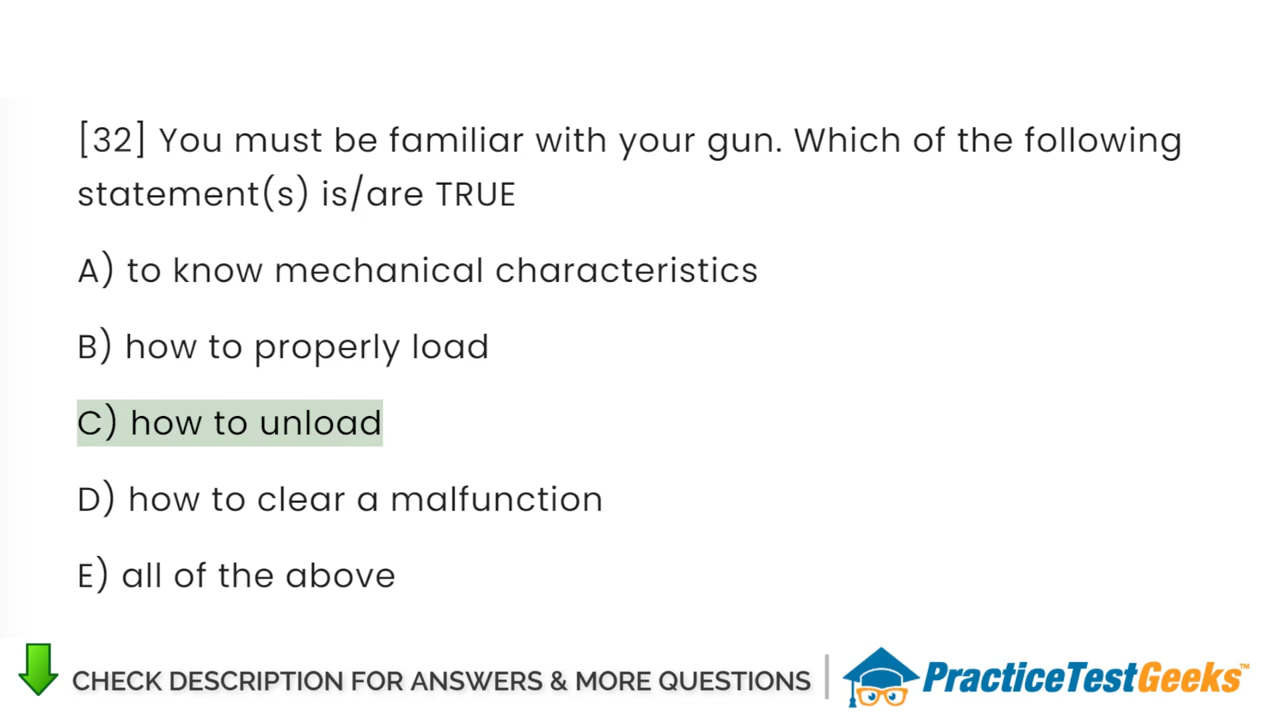 [32] You must be familiar with your gun. Which of the following
statement(s) is/are TRUE
A) to know mechanical characteristics
B) how to properly load
C) how to unload
D) how to clear a malfunction
E) all of the above
CHECK DESCRIPTION FOR ANSWERS & MORE QUESTIONS
PracticeTestGeeks™